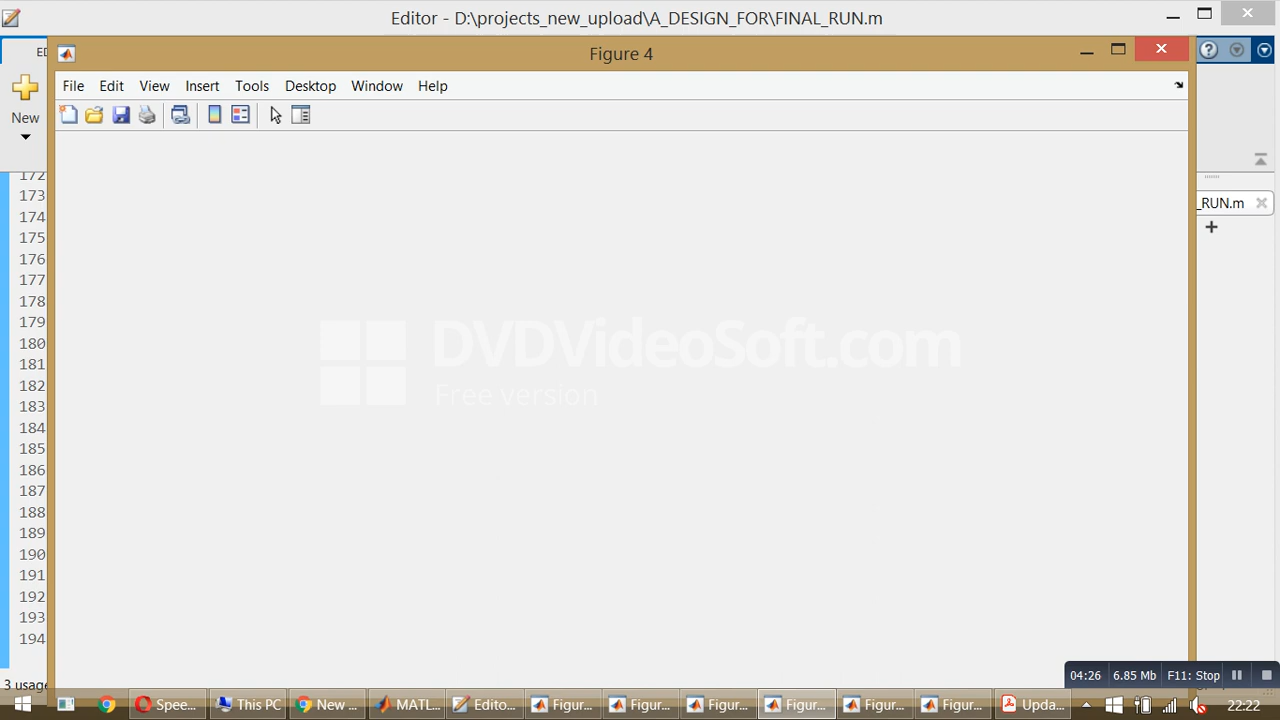 Editor - D:\projects_new_upload\A_DESIGN_FOR\FINAL_RUN.m
Figure 4
File Edit View Insert Tools Desktop Window Help
New
172
173
174
175
176
177
178
179
180
181
182
183
184
185
186
187
188
189
190
191
192
193
194
_RUN.m
DVDVideoSoft.com
Free version
3 usage
04:26 6.85 Mb F11: Stop
Spee... This PC New ... MATL... Edito... Figur... Figur... Figur... Figur... Figur... Figur... Upda... 22:22